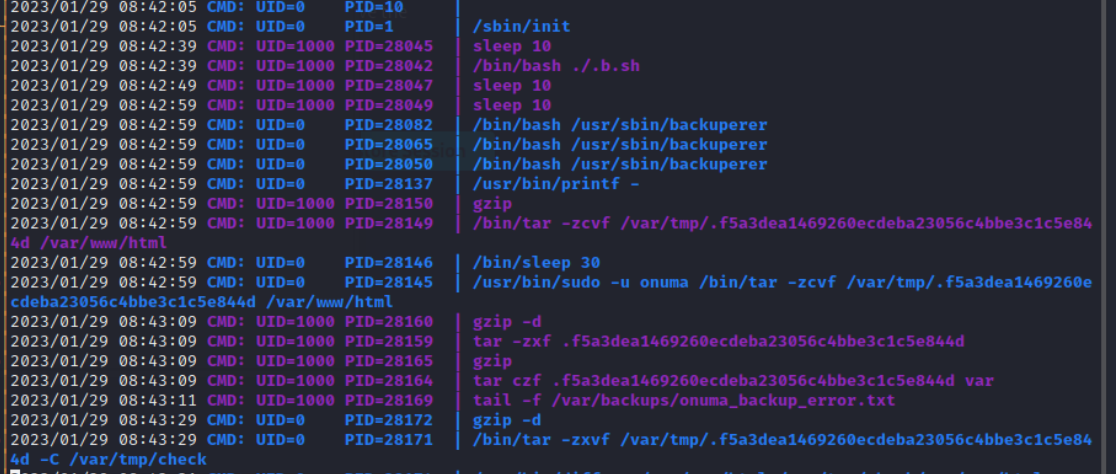 2023/01/29 08:42:05 CMD: UID=0    PID=10     |
2023/01/29 08:42:05 CMD: UID=0    PID=1      | /sbin/init
2023/01/29 08:42:39 CMD: UID=1000 PID=28045  | sleep 10
2023/01/29 08:42:39 CMD: UID=1000 PID=28042  | /bin/bash ./.b.sh
2023/01/29 08:42:49 CMD: UID=1000 PID=28047  | sleep 10
2023/01/29 08:42:59 CMD: UID=1000 PID=28049  | sleep 10
2023/01/29 08:42:59 CMD: UID=0    PID=28082  | /bin/bash /usr/sbin/backuperer
2023/01/29 08:42:59 CMD: UID=0    PID=28065  | /bin/bash /usr/sbin/backuperer
2023/01/29 08:42:59 CMD: UID=0    PID=28050  | /bin/bash /usr/sbin/backuperer
2023/01/29 08:42:59 CMD: UID=0    PID=28137  | /usr/bin/printf -
2023/01/29 08:42:59 CMD: UID=1000 PID=28150  | gzip
2023/01/29 08:42:59 CMD: UID=1000 PID=28149  | /bin/tar -zcvf /var/tmp/.f5a3dea1469260ecdeba23056c4bbe3c1c5e84
4d /var/www/html
2023/01/29 08:42:59 CMD: UID=0    PID=28146  | /bin/sleep 30
2023/01/29 08:42:59 CMD: UID=0    PID=28145  | /usr/bin/sudo -u onuma /bin/tar -zcvf /var/tmp/.f5a3dea1469260e
cdeba23056c4bbe3c1c5e844d /var/www/html
2023/01/29 08:43:09 CMD: UID=1000 PID=28160  | gzip -d
2023/01/29 08:43:09 CMD: UID=1000 PID=28159  | tar -zxf .f5a3dea1469260ecdeba23056c4bbe3c1c5e844d
2023/01/29 08:43:09 CMD: UID=1000 PID=28165  | gzip
2023/01/29 08:43:09 CMD: UID=1000 PID=28164  | tar czf .f5a3dea1469260ecdeba23056c4bbe3c1c5e844d var
2023/01/29 08:43:11 CMD: UID=1000 PID=28169  | tail -f /var/backups/onuma_backup_error.txt
2023/01/29 08:43:29 CMD: UID=0    PID=28172  | gzip -d
2023/01/29 08:43:29 CMD: UID=0    PID=28171  | /bin/tar -zxvf /var/tmp/.f5a3dea1469260ecdeba23056c4bbe3c1c5e84
4d -C /var/tmp/check